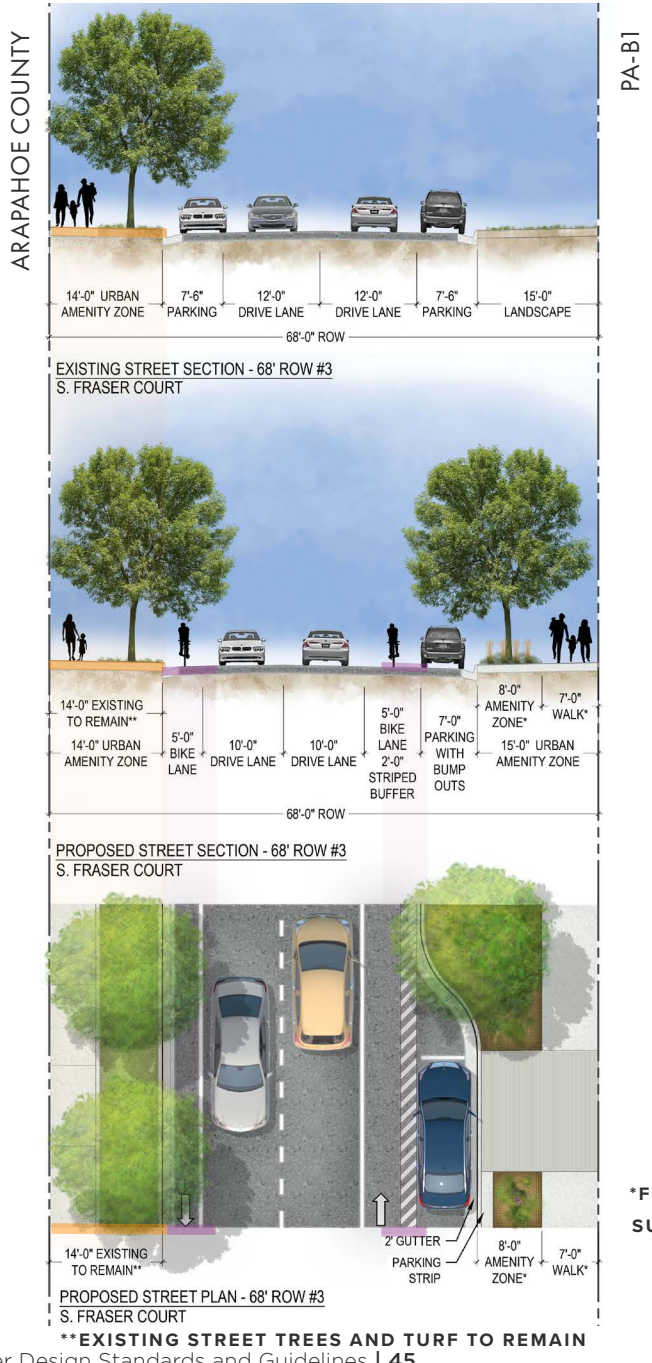 ARAPAHOE COUNTY
PA-B1
14'-0" URBAN
AMENITY ZONE
7'-6"
PARKING
12'-0"
DRIVE LANE
12'-0"
DRIVE LANE
7'-6"
PARKING
15'-0"
LANDSCAPE
68'-0" ROW
EXISTING STREET SECTION - 68' ROW #3
S. FRASER COURT
14'-0" EXISTING
TO REMAIN**
14'-0" URBAN
AMENITY ZONE
5'-0"
BIKE
LANE
10'-0"
DRIVE LANE
10'-0"
DRIVE LANE
5'-0"
BIKE
LANE
2'-0"
STRIPED
BUFFER
7'-0"
PARKING
WITH
BUMP
OUTS
8'-0"
AMENITY
ZONE*
7'-0"
WALK*
15'-0" URBAN
AMENITY ZONE
68'-0" ROW
PROPOSED STREET SECTION - 68' ROW #3
S. FRASER COURT
*F
SU
2' GUTTER
PARKING
STRIP
14'-0" EXISTING
TO REMAIN**
8'-0"
AMENITY
ZONE*
7'-0"
WALK*
PROPOSED STREET PLAN - 68' ROW #3
S. FRASER COURT
**EXISTING STREET TREES AND TURF TO REMAIN
er Design Standards and Guidelines | 45